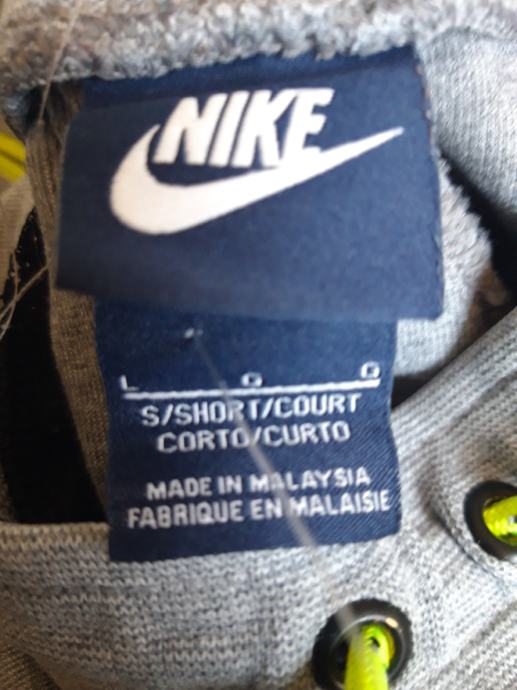 NIKE
L G G
S/SHORT/COURT
CORTO/CURTO
MADE IN MALAYSIA
FABRIQUE EN MALAISIE